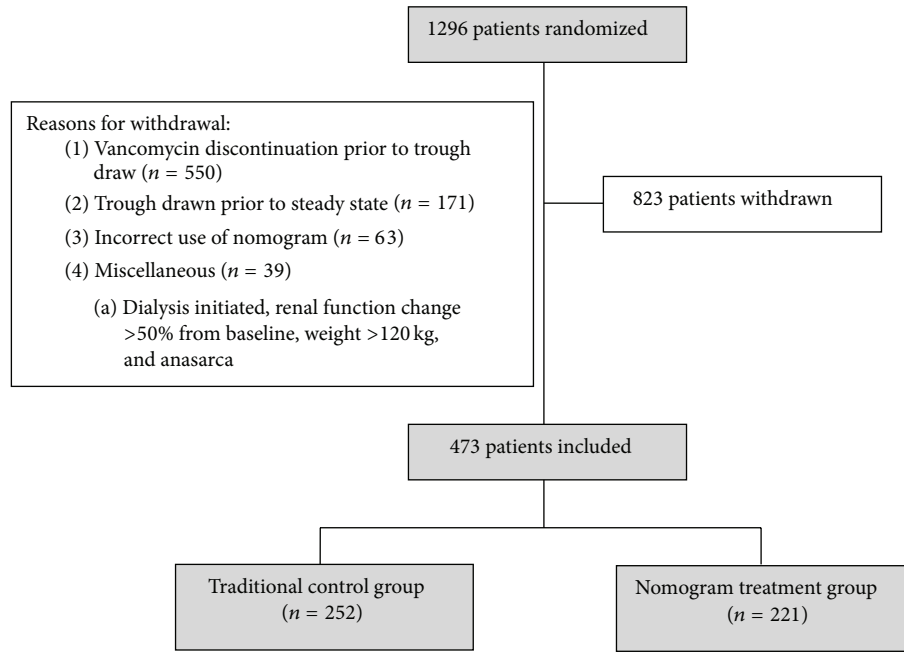 1296 patients randomized
Reasons for withdrawal:
(1) Vancomycin discontinuation prior to trough
draw (n = 550)
(2) Trough drawn prior to steady state (n = 171)
(3) Incorrect use of nomogram (n = 63)
(4) Miscellaneous (n = 39)
(a) Dialysis initiated, renal function change
>50% from baseline, weight >120 kg,
and anasarca
823 patients withdrawn
473 patients included
Traditional control group
(n = 252)
Nomogram treatment group
(n = 221)